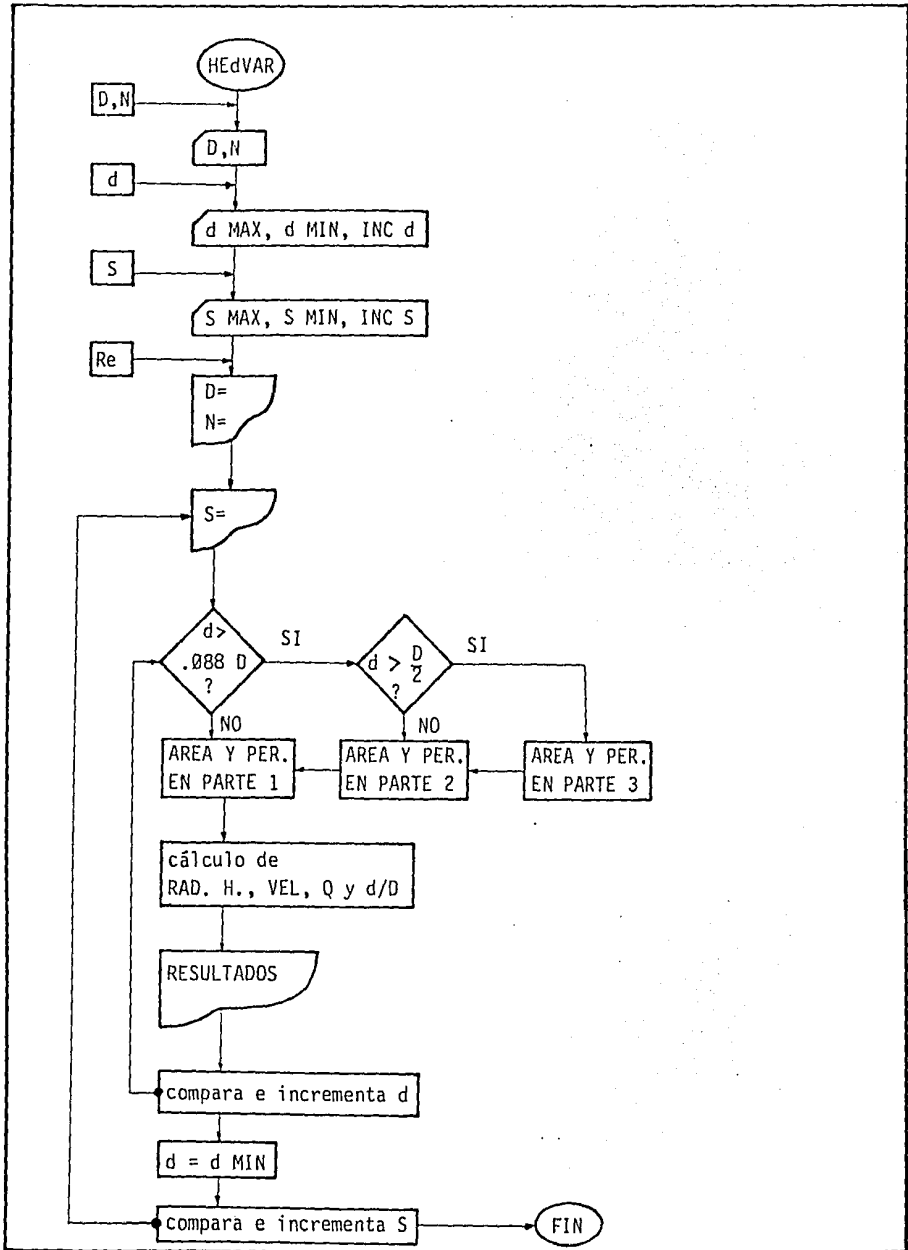 HEdVAR
D,N
D,N
d
d MAX, d MIN, INC d
S
S MAX, S MIN, INC S
Re
D=
N=
S=
d>
.088 D
?
SI
d > D/2
?
SI
NO
NO
AREA Y PER.
EN PARTE 1
AREA Y PER.
EN PARTE 2
AREA Y PER.
EN PARTE 3
cálculo de
RAD. H., VEL, Q y d/D
RESULTADOS
compara e incrementa d
d = d MIN
compara e incrementa S
FIN